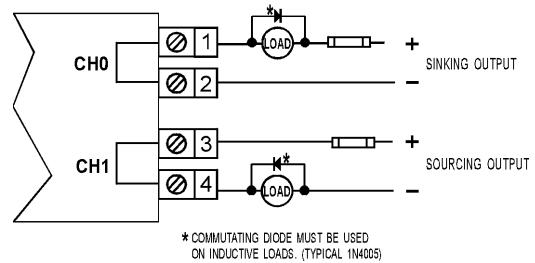 *
1
LOAD
+
CH0
SINKING OUTPUT
2
−
3
+
CH1
*
SOURCING OUTPUT
4
LOAD
−
* COMMUTATING DIODE MUST BE USED
ON INDUCTIVE LOADS. (TYPICAL 1N4005)